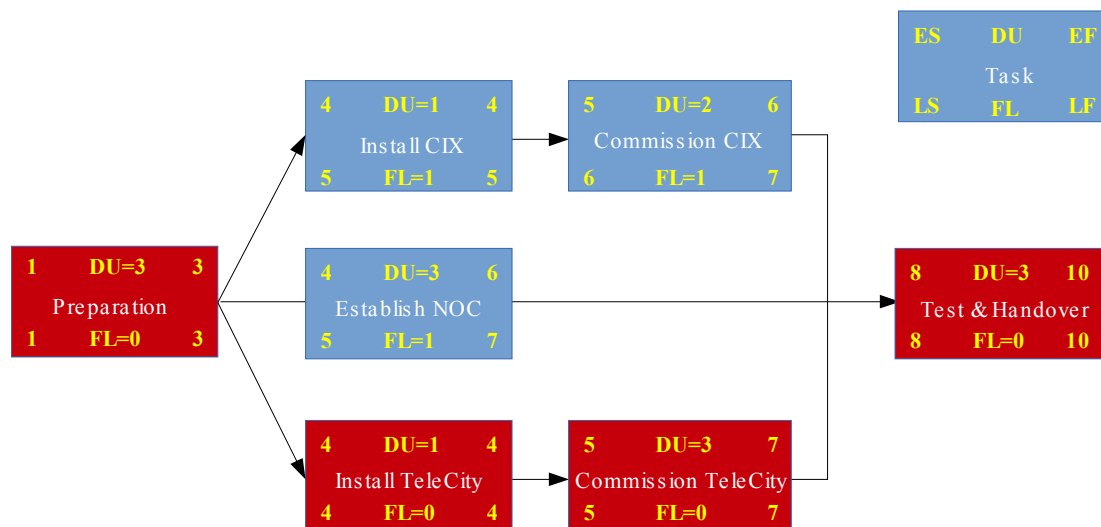 ES DU EF
Task
LS FL LF
4 DU=1 4
Install CIX
5 FL=1 5
5 DU=2 6
Commission CIX
6 FL=1 7
1 DU=3 3
Preparation
1 FL=0 3
4 DU=3 6
Establish NOC
5 FL=1 7
8 DU=3 10
Test & Handover
8 FL=0 10
4 DU=1 4
Install TeleCity
4 FL=0 4
5 DU=3 7
Commission TeleCity
5 FL=0 7